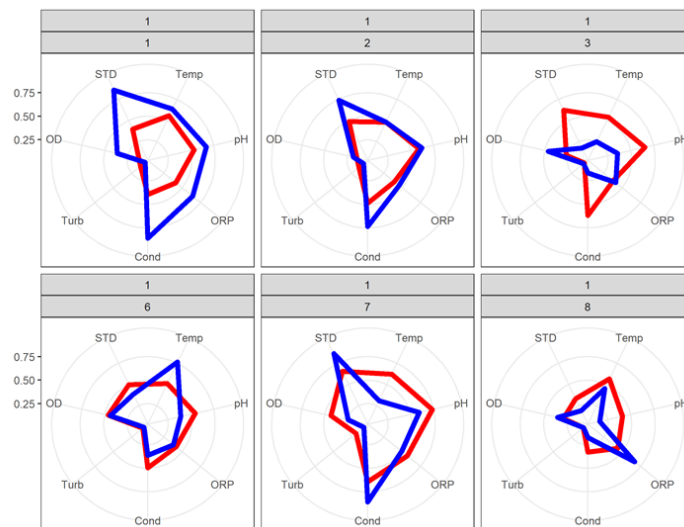 1 1 1
1 2 3
STD Temp STD Temp STD Temp
0.75
0.50
0.25
OD pH OD pH OD pH
Turb ORP Turb ORP Turb ORP
Cond Cond Cond
1 1 1
6 7 8
STD Temp STD Temp STD Temp
0.75
0.50
0.25
OD pH OD pH OD pH
Turb ORP Turb ORP Turb ORP
Cond Cond Cond